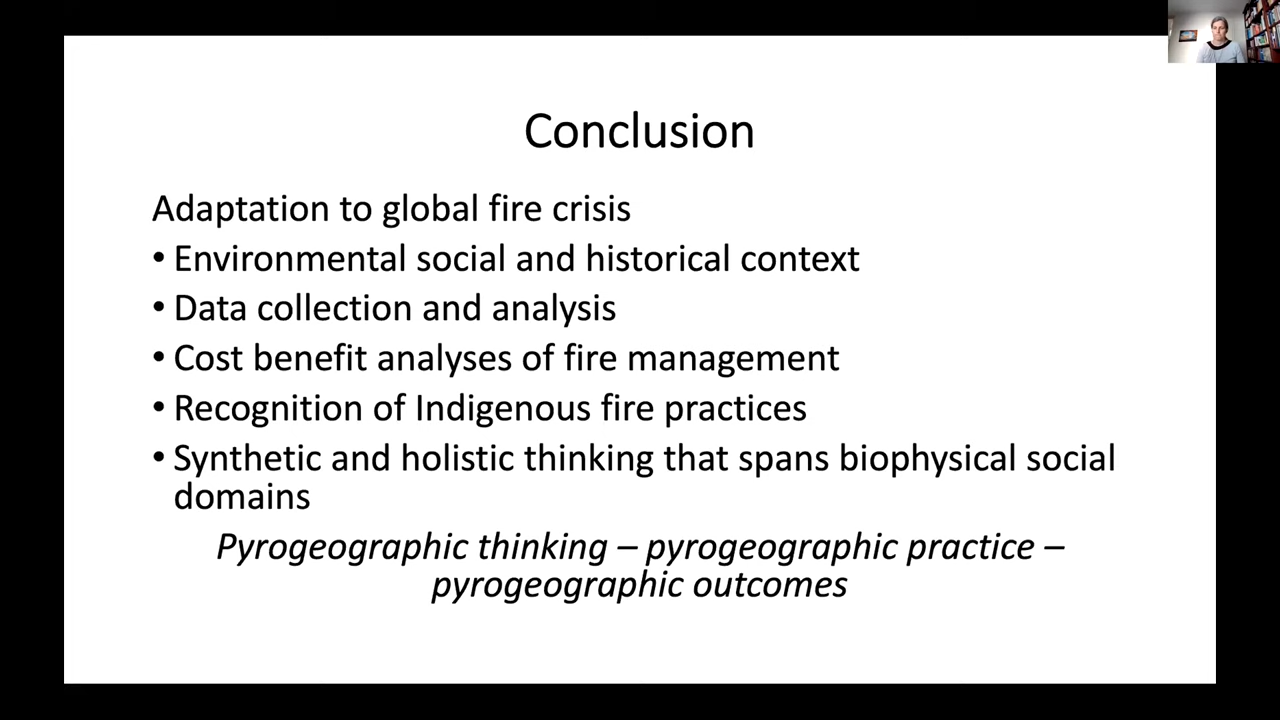 Conclusion
Adaptation to global fire crisis
• Environmental social and historical context
• Data collection and analysis
• Cost benefit analyses of fire management
• Recognition of Indigenous fire practices
• Synthetic and holistic thinking that spans biophysical social
domains
Pyrogeographic thinking – pyrogeographic practice –
pyrogeographic outcomes